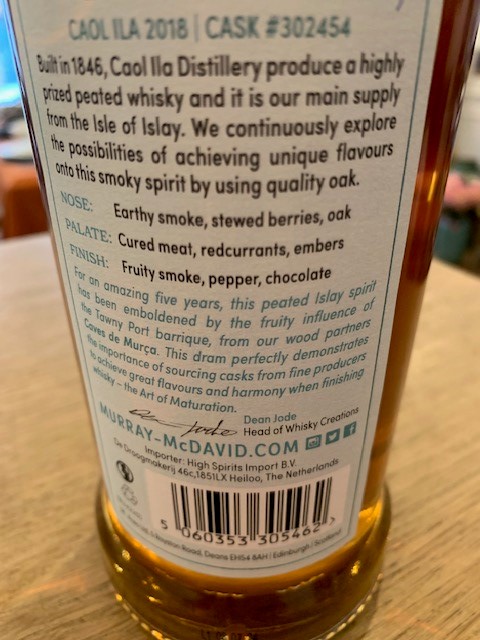 CAOL ILA 2018 | CASK #302454
Built in 1846, Caol Ila Distillery produce a highly
prized peated whisky and it is our main supply
from the Isle of Islay. We continuously explore
the possibilities of achieving unique flavours
onto this smoky spirit by using quality oak.
NOSE: Earthy smoke, stewed berries, oak
PALATE: Cured meat, redcurrants, embers
FINISH: Fruity smoke, pepper, chocolate
For an amazing five years, this peated Islay spirit
has been emboldened by the fruity influence of
the Tawny Port barrique, from our wood partners
Caves de Murça. This dram perfectly demonstrates
the importance of sourcing casks from fine producers
to achieve great flavours and harmony when finishing
whisky – the Art of Maturation.
Dean Jode
Head of Whisky Creations
MURRAY-McDAVID.COM
Importer: High Spirits Import B.V.
De Droogmakerij 46c,1851LX Heiloo, The Netherlands
5 060353 305462 >
Road, Deans EH54 8AH | Edinburgh | Scotland